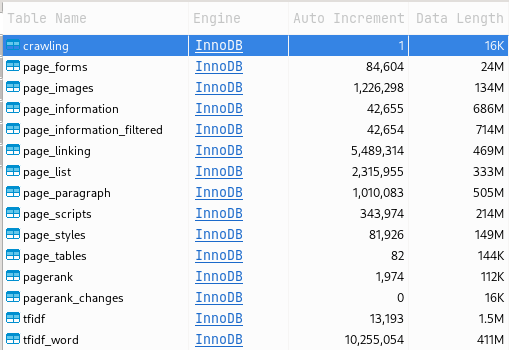 Table Name Engine Auto Increment Data Length
crawling InnoDB 1 16K
page_forms InnoDB 84,604 24M
page_images InnoDB 1,226,298 134M
page_information InnoDB 42,655 686M
page_information_filtered InnoDB 42,654 714M
page_linking InnoDB 5,489,314 469M
page_list InnoDB 2,315,955 333M
page_paragraph InnoDB 1,010,083 505M
page_scripts InnoDB 343,974 214M
page_styles InnoDB 81,926 149M
page_tables InnoDB 82 144K
pagerank InnoDB 1,974 112K
pagerank_changes InnoDB 0 16K
tfidf InnoDB 13,193 1.5M
tfidf_word InnoDB 10,255,054 411M